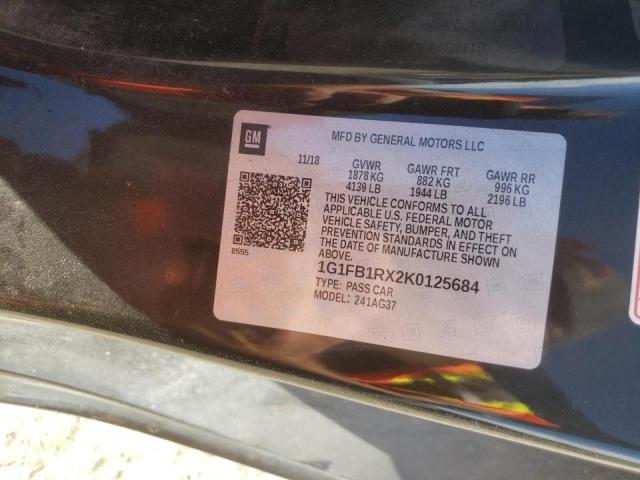 GM
MFD BY GENERAL MOTORS LLC
11/18 GVWR GAWR FRT GAWR RR
1878 KG 882 KG 996 KG
4139 LB 1944 LB 2196 LB
THIS VEHICLE CONFORMS TO ALL
APPLICABLE U.S. FEDERAL MOTOR
VEHICLE SAFETY, BUMPER, AND THEFT
PREVENTION STANDARDS IN EFFECT ON
THE DATE OF MANUFACTURE SHOWN
ABOVE.
8555
1G1FB1RX2K0125684
TYPE: PASS CAR
MODEL: 241AG37